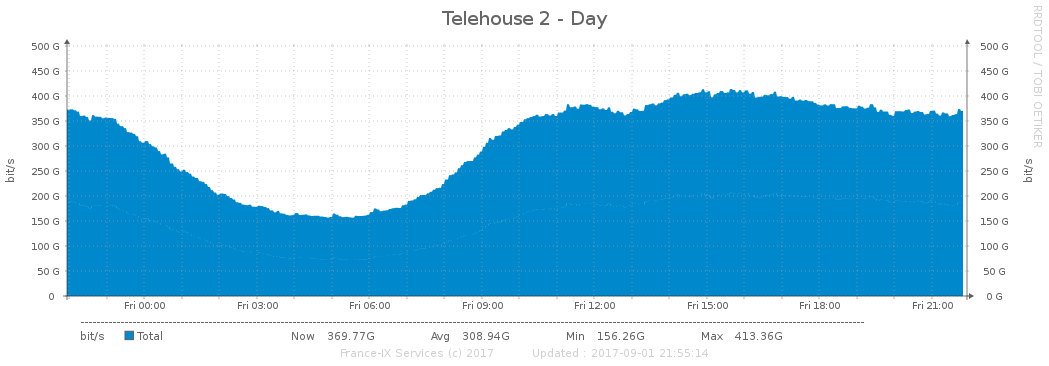 Telehouse 2 - Day
RRDTOOL / TOBI OETIKER
500 G 500 G
450 G 450 G
400 G 400 G
350 G 350 G
300 G 300 G
250 G 250 G
200 G 200 G
150 G 150 G
100 G 100 G
50 G 50 G
0 0 G
bit/s bit/s
Fri 00:00 Fri 03:00 Fri 06:00 Fri 09:00 Fri 12:00 Fri 15:00 Fri 18:00 Fri 21:00
bit/s Total Now 369.77G Avg 308.94G Min 156.26G Max 413.36G
France-IX Services (c) 2017 Updated : 2017-09-01 21:55:14